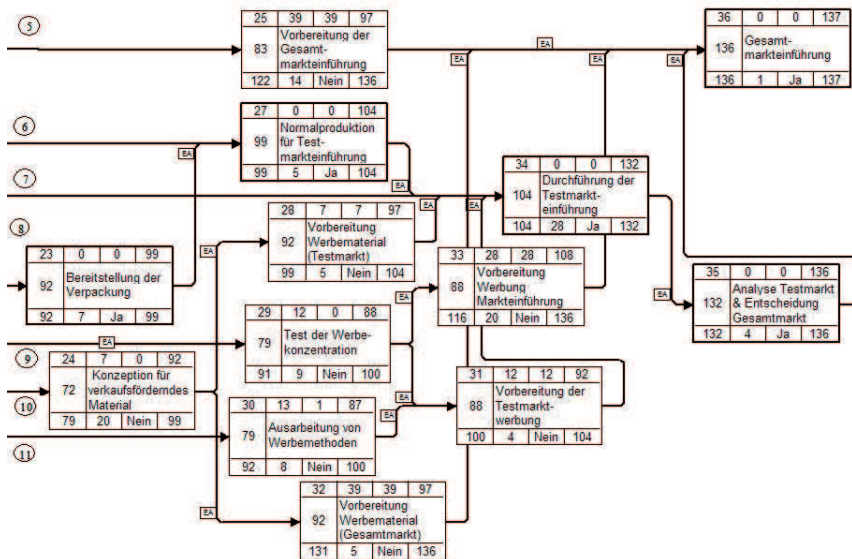 5
25 39 39 97
83 Vorbereitung der
Gesamt-
markteinführung
122 14 Nein 136
EA
EA
EA
EA
36 0 0 137
136 Gesamt-
markteinführung
136 1 Ja 137
6
EA
27 0 0 104
99 Normalproduktion
für Test-
markteinführung
99 5 Ja 104
EA
7
EA
EA
34 0 0 132
104 Durchführung der
Testmarkt-
einführung
104 28 Ja 132
8
23 0 0 99
92 Bereitstellung der
Verpackung
92 7 Ja 99
EA
28 7 7 97
92 Vorbereitung
Werbematerial
(Testmarkt)
99 5 Nein 104
33 28 28 108
88 Vorbereitung
Werbung
Markteinführung
116 20 Nein 136
EA
EA
35 0 0 136
132 Analyse Testmarkt
& Entscheidung
Gesamtmarkt
132 4 Ja 136
9
EA
29 12 0 88
79 Test der Werbe-
konzentration
91 9 Nein 100
EA
10
24 7 0 92
72 Konzeption für
verkaufsförderndes
Material
79 20 Nein 99
31 12 12 92
88 Vorbereitung der
Testmarkt-
werbung
100 4 Nein 104
11
30 13 1 87
79 Ausarbeitung von
Werbemethoden
92 8 Nein 100
EA
EA
32 39 39 97
92 Vorbereitung
Werbematerial
(Gesamtmarkt)
131 5 Nein 136